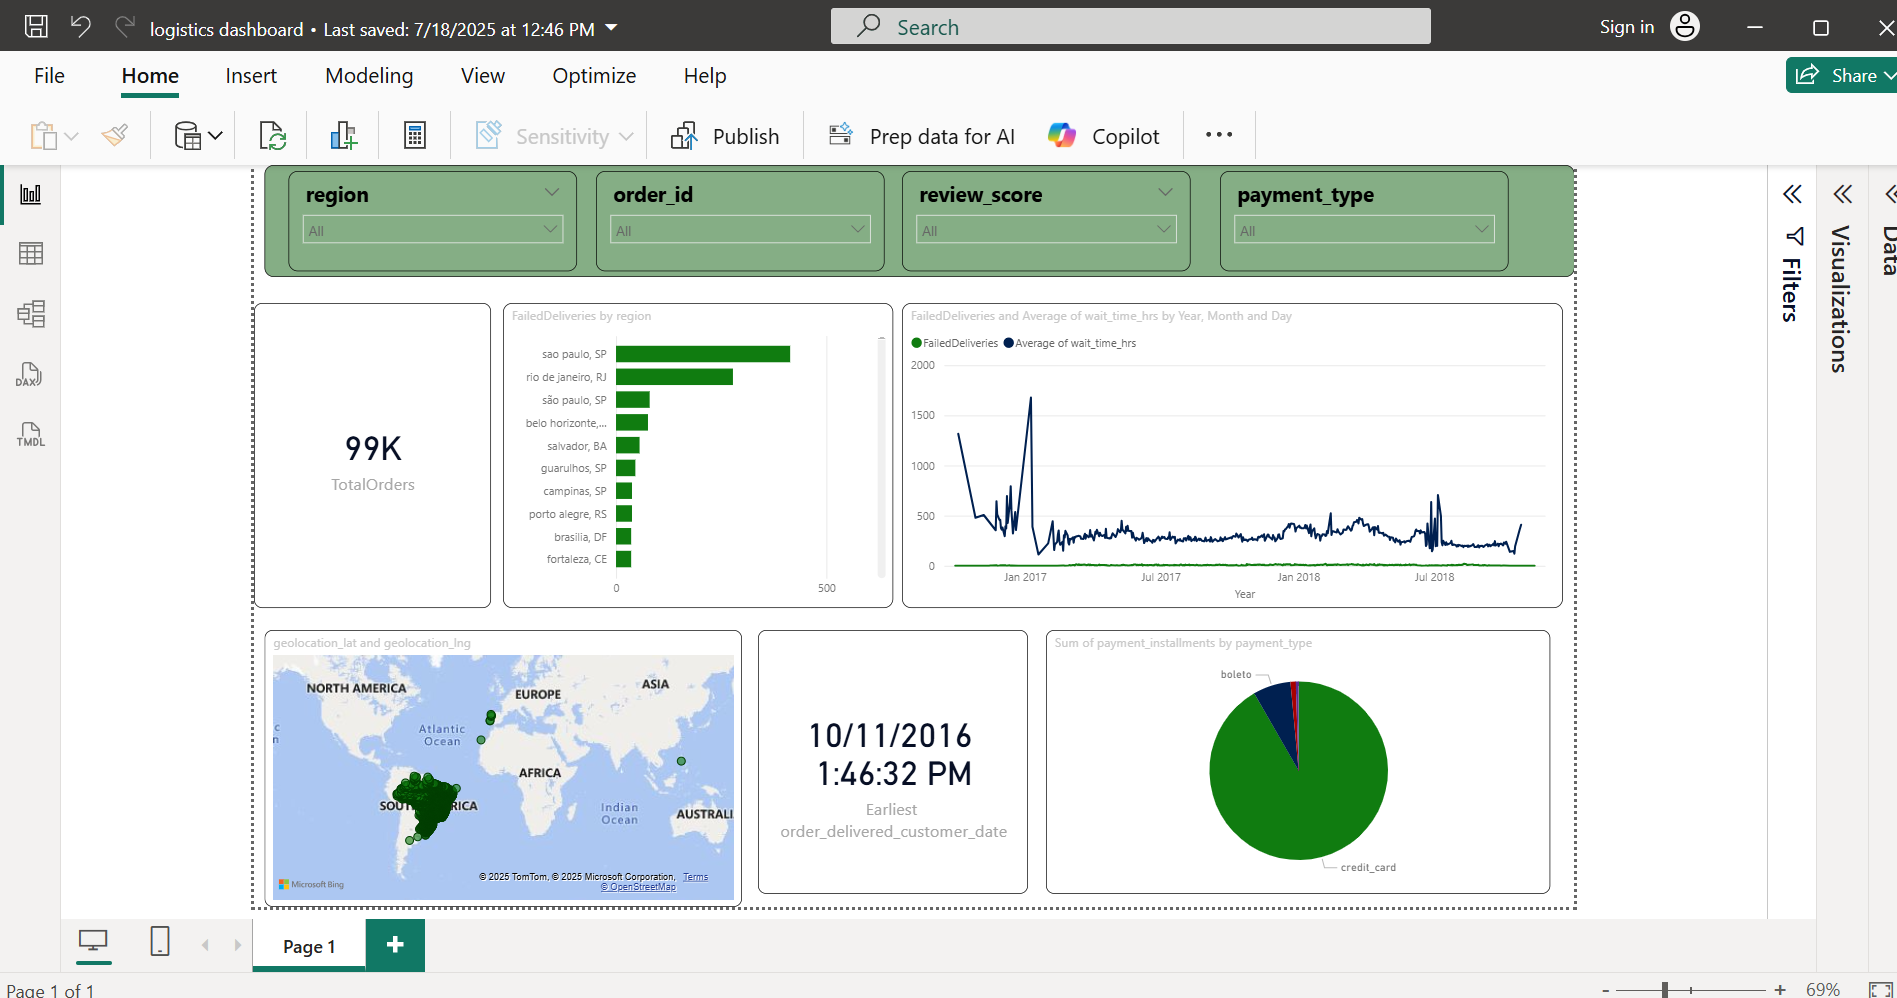 logistics dashboard • Last saved: 7/18/2025 at 12:46 PM
Search
Sign in
File Home Insert Modeling View Optimize Help
Share
Sensitivity
Publish
Prep data for AI
Copilot
region
All
order_id
All
review_score
All
payment_type
All
Filters
Visualizations
Data
DAX
TMDL
99K
TotalOrders
FailedDeliveries by region
sao paulo, SP
rio de janeiro, RJ
são paulo, SP
belo horizonte,...
salvador, BA
guarulhos, SP
campinas, SP
porto alegre, RS
brasilia, DF
fortaleza, CE
0 500
FailedDeliveries and Average of wait_time_hrs by Year, Month and Day
FailedDeliveries Average of wait_time_hrs
2000
1500
1000
500
0
Jan 2017 Jul 2017 Jan 2018 Jul 2018
Year
geolocation_lat and geolocation_lng
NORTH AMERICA
EUROPE
ASIA
Atlantic
Ocean
AFRICA
Indian
Ocean
AUSTRALI
Microsoft Bing
© 2025 TomTom, © 2025 Microsoft Corporation, Terms
© OpenStreetMap
10/11/2016
1:46:32 PM
Earliest
order_delivered_customer_date
Sum of payment_installments by payment_type
boleto
credit_card
Page 1
Page 1 of 1
69%